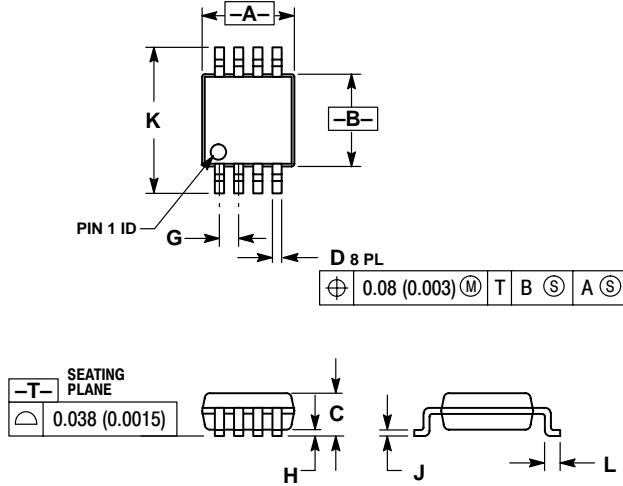 –A–
K
–B–
PIN 1 ID
G
D 8 PL
⌖ 0.08 (0.003) Ⓜ T B Ⓢ A Ⓢ
–T– SEATING PLANE
⌓ 0.038 (0.0015)
C
H
J
L